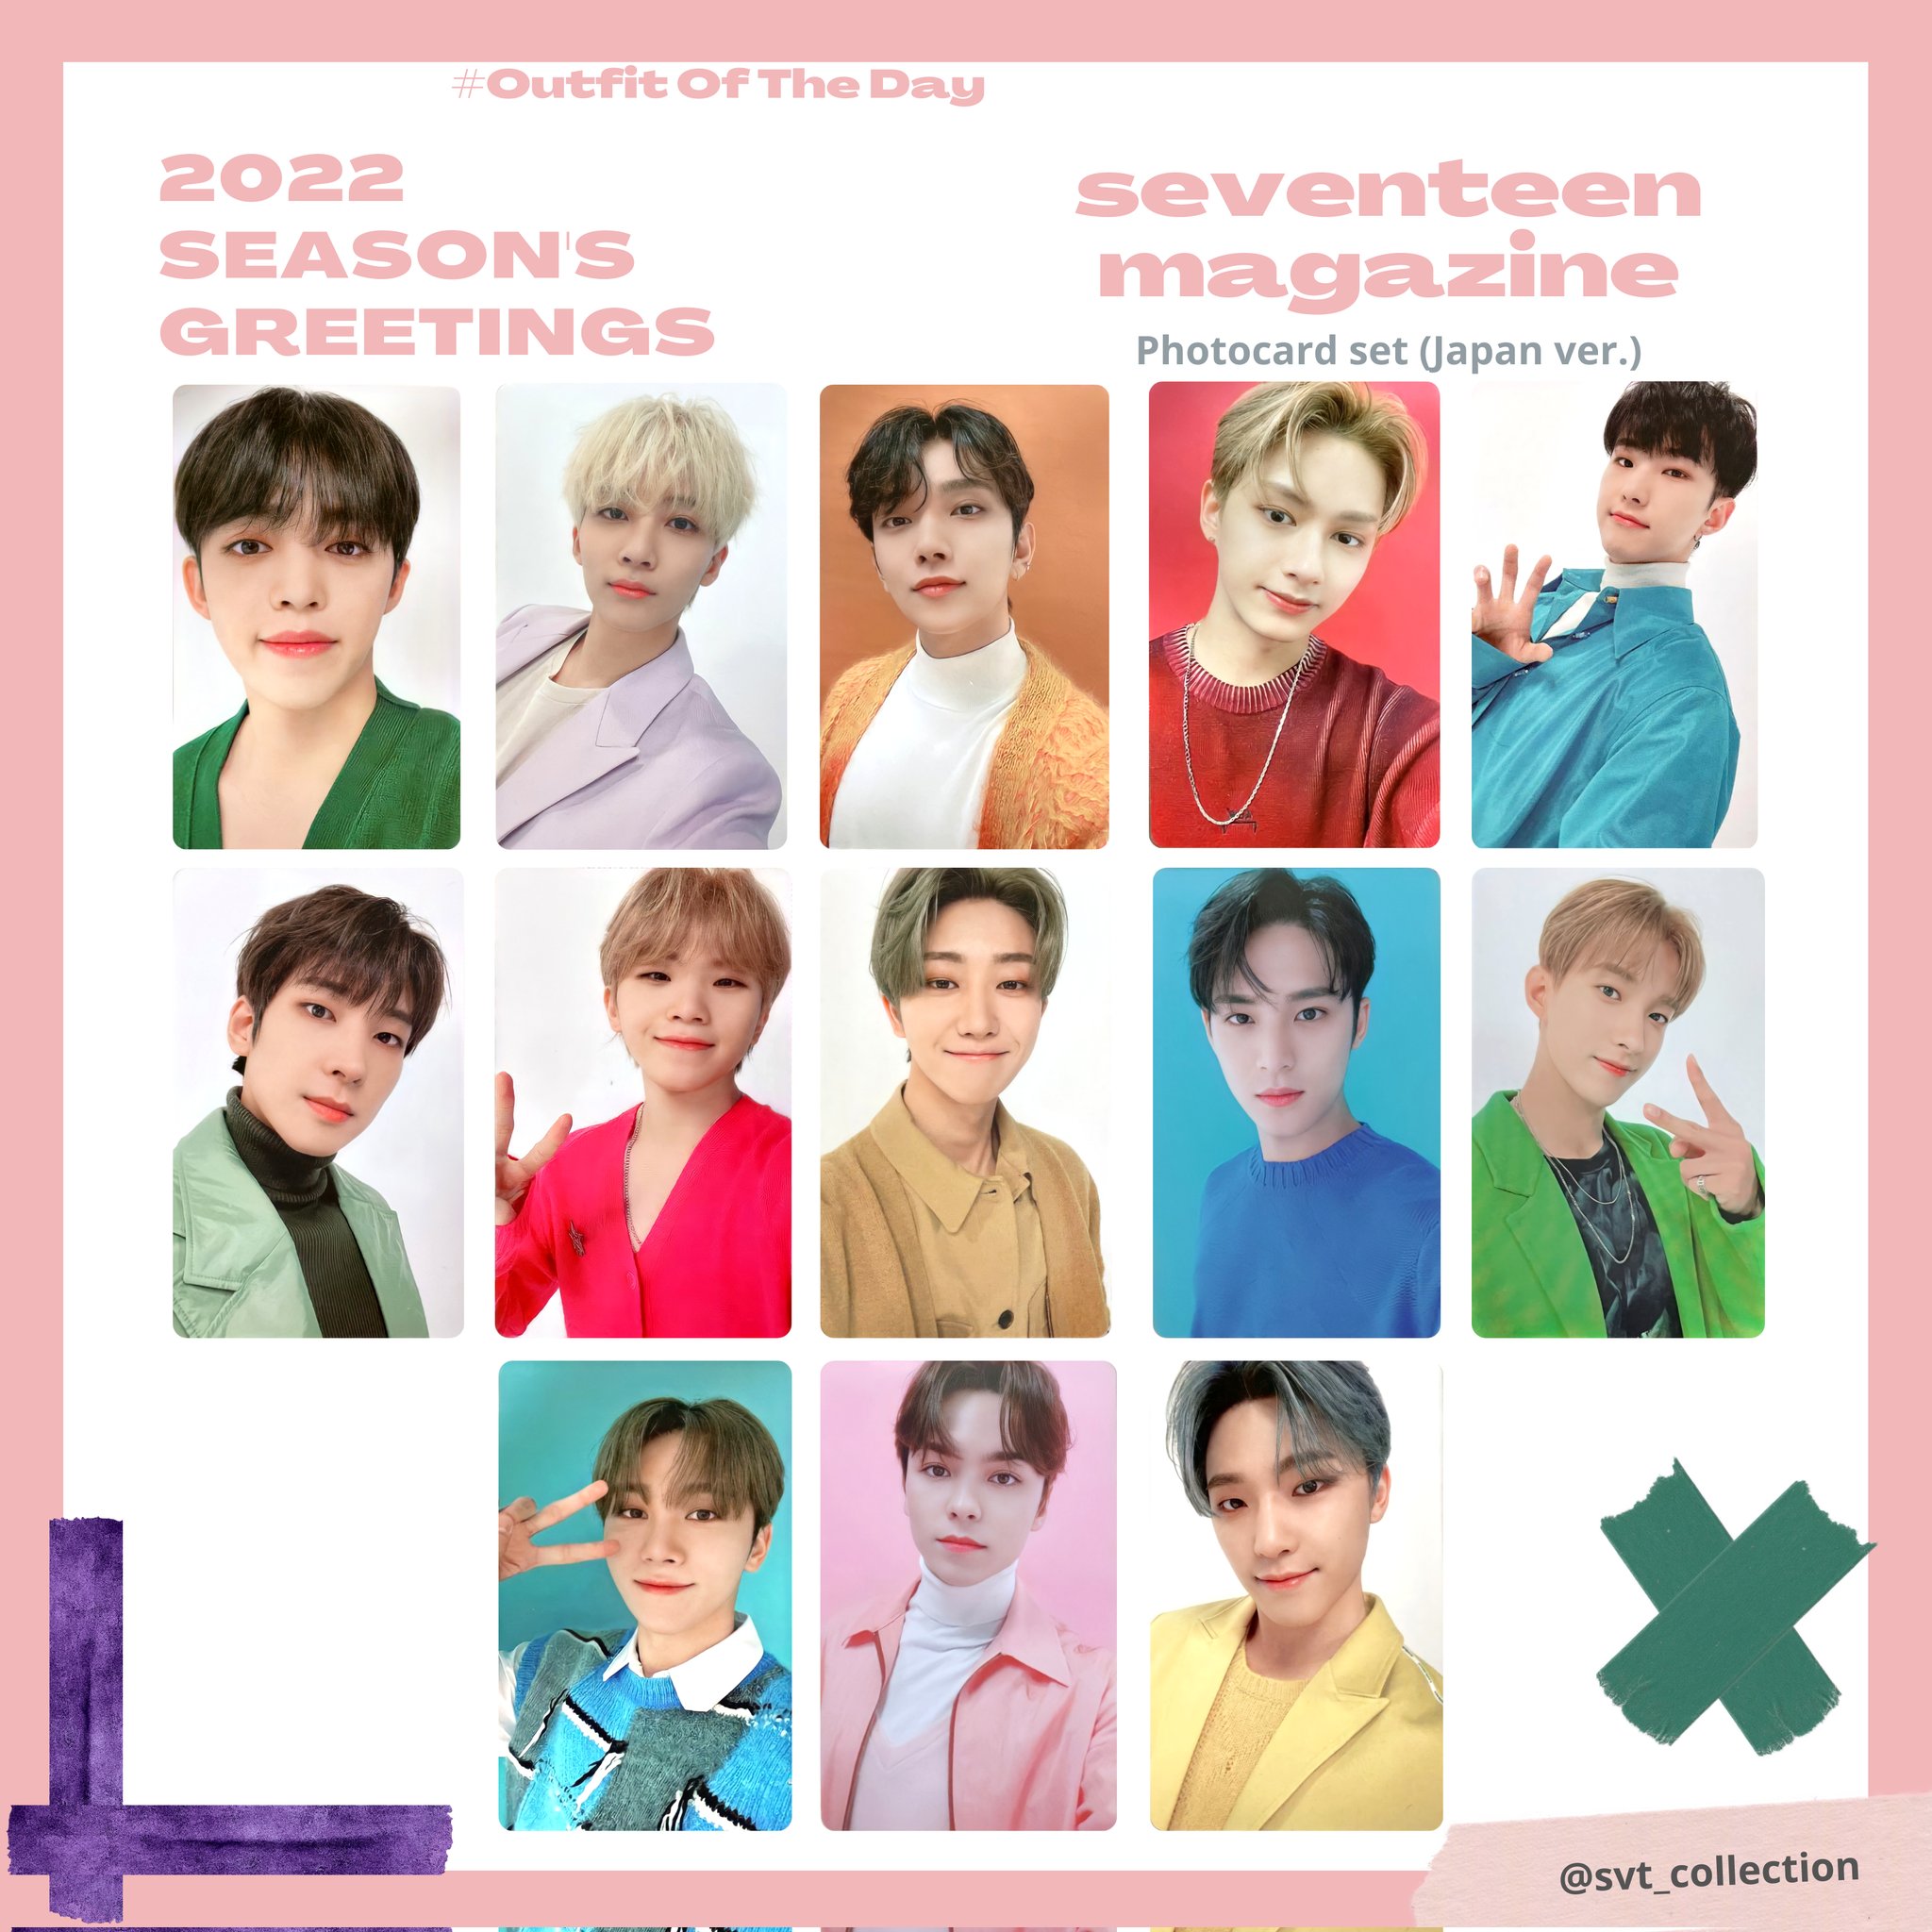 #Outfit Of The Day
2022
SEASON'S
GREETINGS
seventeen
magazine
Photocard set (Japan ver.)
@svt_collection